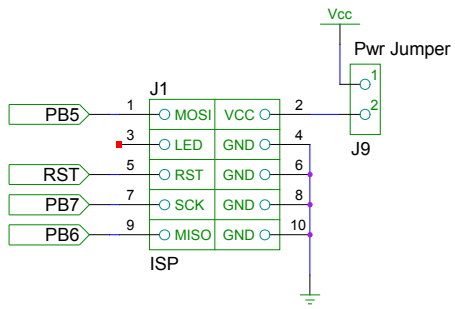 Vcc
Pwr Jumper
1
2
J9
J1
PB5 1 MOSI VCC 2
3 LED GND 4
RST 5 RST GND 6
PB7 7 SCK GND 8
PB6 9 MISO GND 10
ISP